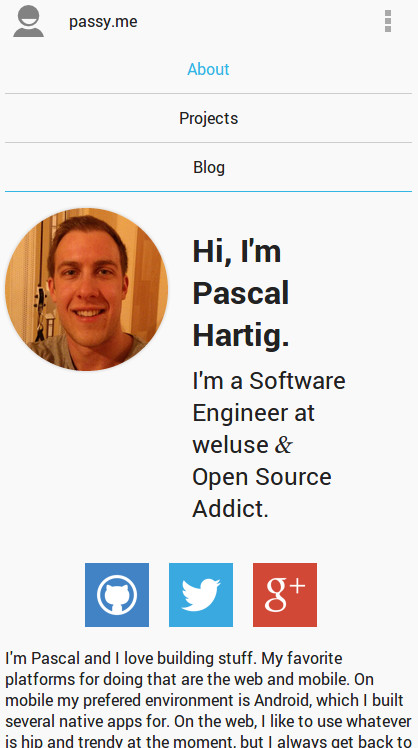 passy.me
About
Projects
Blog
Hi, I'm
Pascal
Hartig.
I'm a Software
Engineer at
weluse &
Open Source
Addict.
g+
I'm Pascal and I love building stuff. My favorite
platforms for doing that are the web and mobile. On
mobile my prefered environment is Android, which I built
several native apps for. On the web, I like to use whatever
is hip and trendy at the moment, but I always get back to